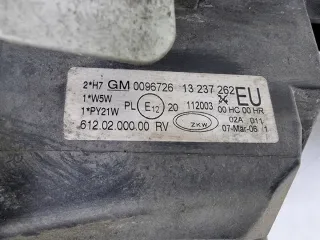 2*H7 GM 0096726 13 237 262 EU
1*W5W PL E12 20 112003 00 HC 00 HR
1*PY21W 02A 011
612.02.000.00 RV ZKW 07-Mar-06 1